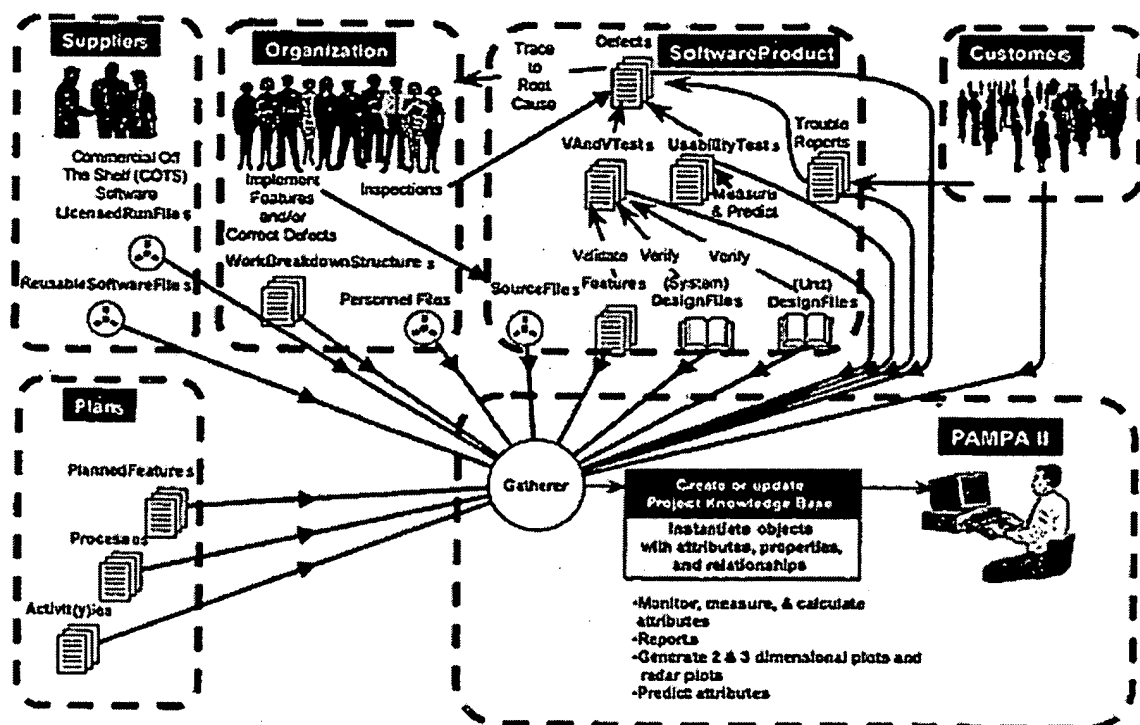 Suppliers
Commercial Off
The Shelf (COTS)
Software
LicensedRunFiles
ReusableSoftwareFiles
Organization
Implement
Features
and/or
Correct Defects
Inspections
WorkBreakdownStructures
Personnel Files
SoftwareProduct
Defects
Trace
to
Root
Cause
VAndVTests
UsabilityTests
Trouble
Reports
Measure
& Predict
Validate
Verify
Verify
SourceFiles
Features
(System)
DesignFiles
(Unit)
DesignFiles
Customers
Plans
PlannedFeatures
Processes
Activit(y)ies
Gatherer
PAMPA II
Create or update
Project Knowledge Base
Instantiate objects
with attributes, properties,
and relationships
•Monitor, measure, & calculate
attributes
•Reports
•Generate 2 & 3 dimensional plots and
radar plots
•Predict attributes